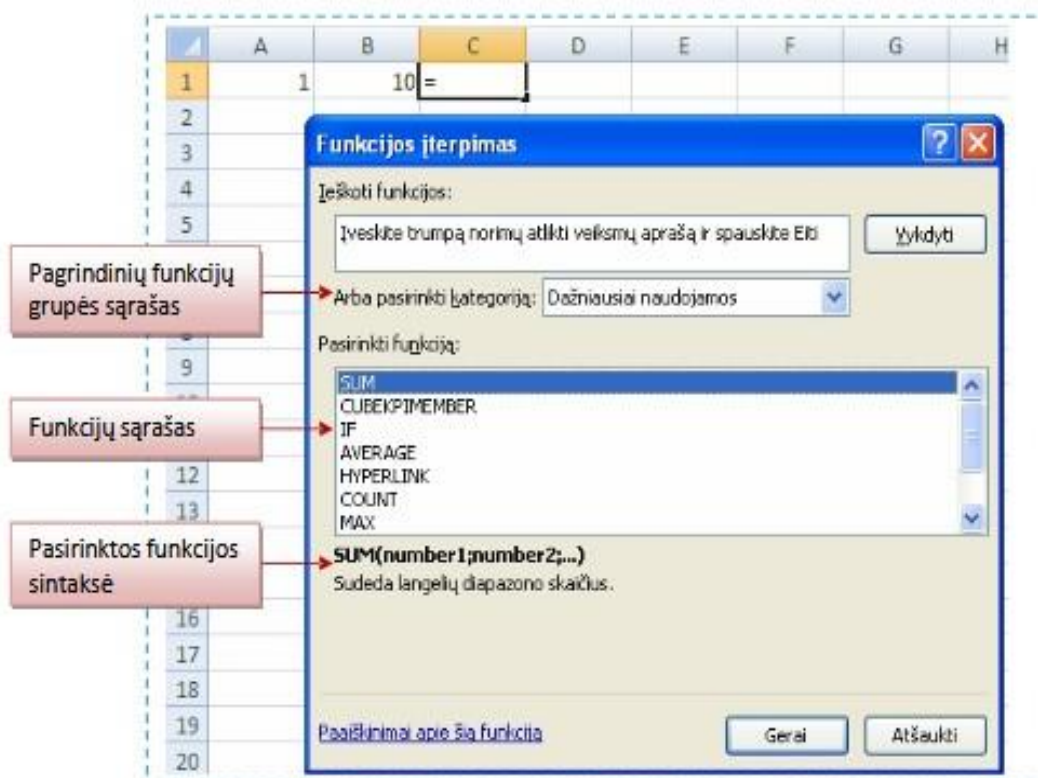 A B C D E F G H
1 1 10 =
2
3
4
5
9
12
13
16
17
18
19
20
Funkcijos įterpimas
Ieškoti funkcijos:
Įveskite trumpą norimų atlikti veiksmų aprašą ir spauskite Eiti
Vykdyti
Arba pasirinkti kategoriją: Dažniausiai naudojamos
Pasirinkti funkciją:
SUM
CUBEKPIMEMBER
IF
AVERAGE
HYPERLINK
COUNT
MAX
SUM(number1;number2;...)
Sudeda langelių diapazono skaičius.
Paaiškinimai apie šią funkciją
Gerai
Atšaukti
Pagrindinių funkcijų
grupės sąrašas
Funkcijų sąrašas
Pasirinktos funkcijos
sintaksė